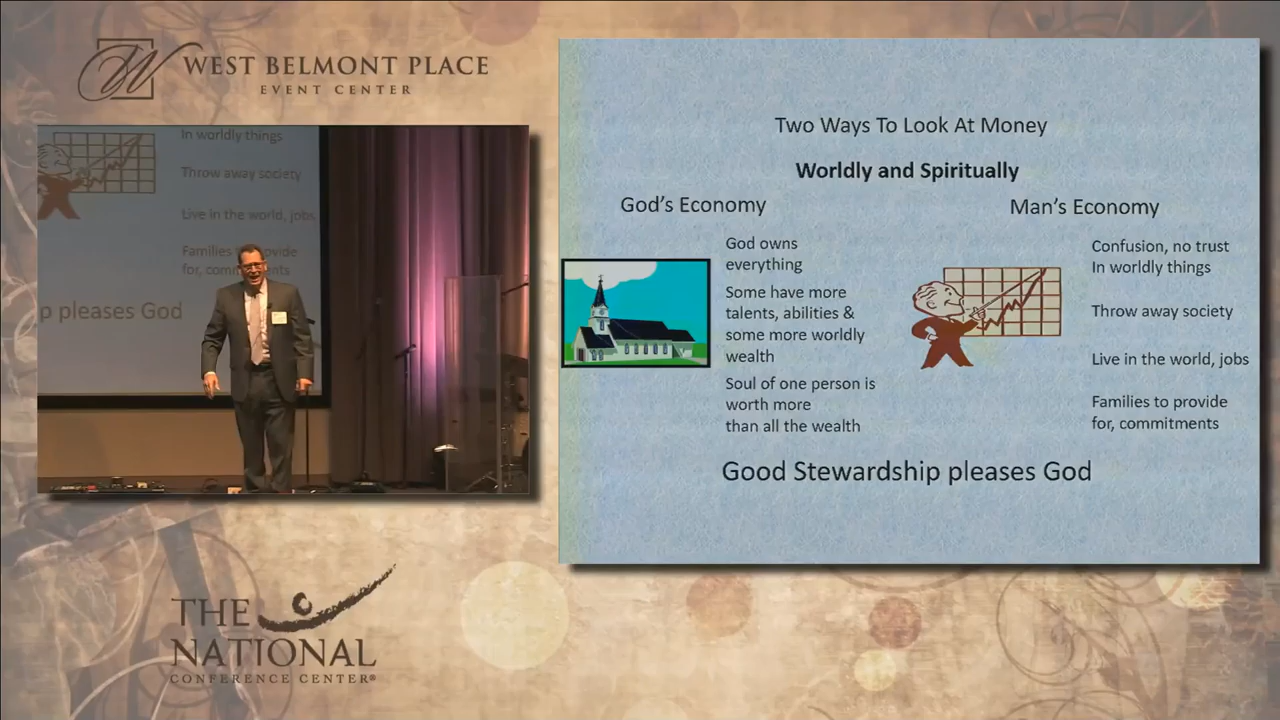 WEST BELMONT PLACE
EVENT CENTER
In worldly things
Throw away society
Live in the world, jobs,
Families to provide
for, commitments
p pleases God
THE
NATIONAL
CONFERENCE CENTER®
Two Ways To Look At Money
Worldly and Spiritually
God's Economy
God owns
everything
Some have more
talents, abilities &
some more worldly
wealth
Soul of one person is
worth more
than all the wealth
Man's Economy
Confusion, no trust
In worldly things
Throw away society
Live in the world, jobs
Families to provide
for, commitments
Good Stewardship pleases God